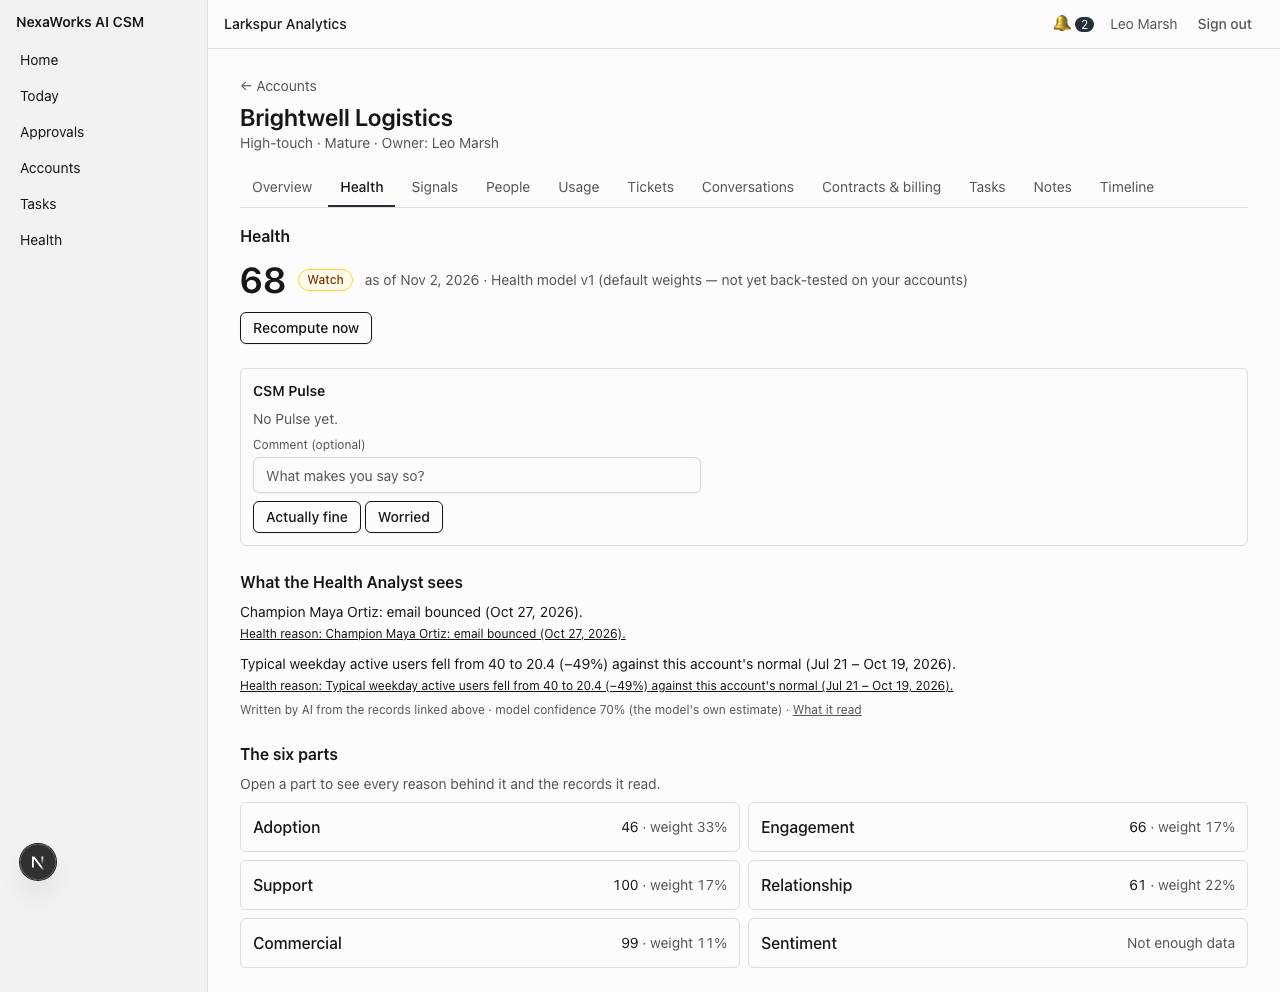 NexaWorks AI CSM
Home
Today
Approvals
Accounts
Tasks
Health
Larkspur Analytics
2
Leo Marsh
Sign out
← Accounts
Brightwell Logistics
High-touch · Mature · Owner: Leo Marsh
Overview Health Signals People Usage Tickets Conversations Contracts & billing Tasks Notes Timeline
Health
68 Watch as of Nov 2, 2026 · Health model v1 (default weights — not yet back-tested on your accounts)
Recompute now
CSM Pulse
No Pulse yet.
Comment (optional)
What makes you say so?
Actually fine Worried
What the Health Analyst sees
Champion Maya Ortiz: email bounced (Oct 27, 2026).
Health reason: Champion Maya Ortiz: email bounced (Oct 27, 2026).
Typical weekday active users fell from 40 to 20.4 (−49%) against this account's normal (Jul 21 – Oct 19, 2026).
Health reason: Typical weekday active users fell from 40 to 20.4 (−49%) against this account's normal (Jul 21 – Oct 19, 2026).
Written by AI from the records linked above · model confidence 70% (the model's own estimate) · What it read
The six parts
Open a part to see every reason behind it and the records it read.
Adoption 46 · weight 33%
Engagement 66 · weight 17%
Support 100 · weight 17%
Relationship 61 · weight 22%
Commercial 99 · weight 11%
Sentiment Not enough data
N